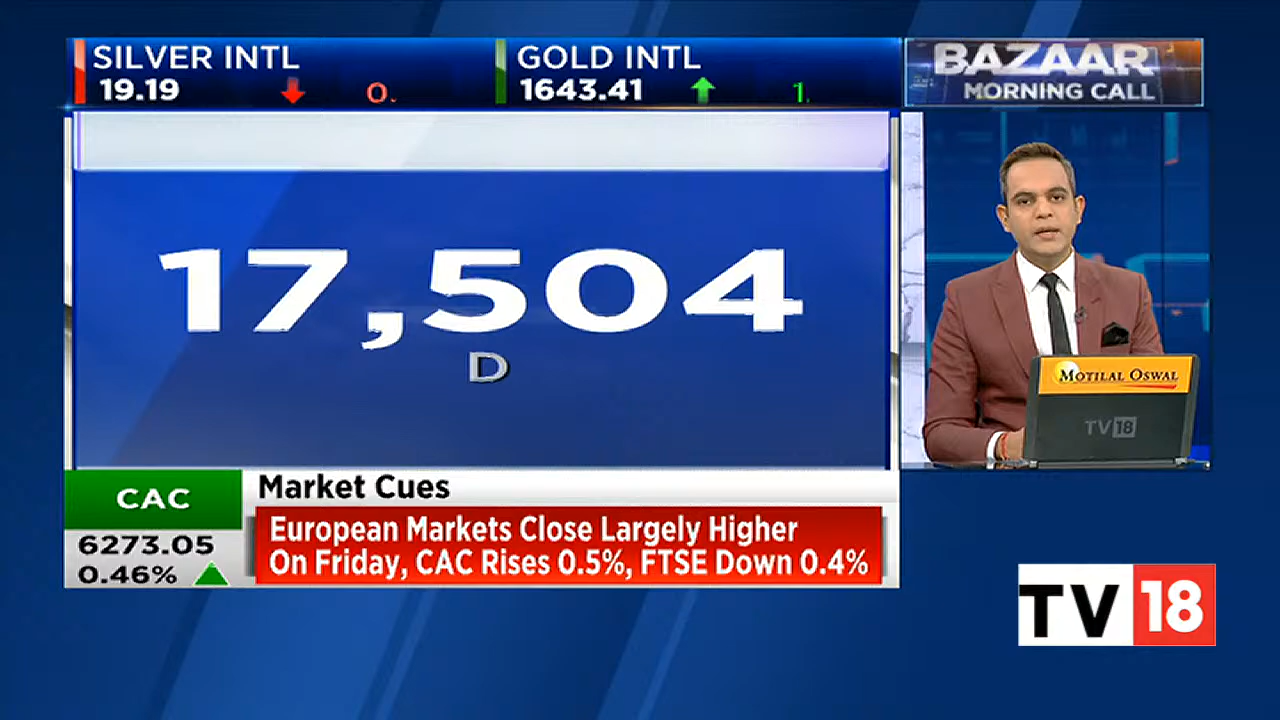 SILVER INTL
19.19
0.
GOLD INTL
1643.41
1.
BAZAAR
MORNING CALL
17,504
D
MOTILAL OSWAL
TV18
CAC
6273.05
0.46%
Market Cues
European Markets Close Largely Higher
On Friday, CAC Rises 0.5%, FTSE Down 0.4%
TV18